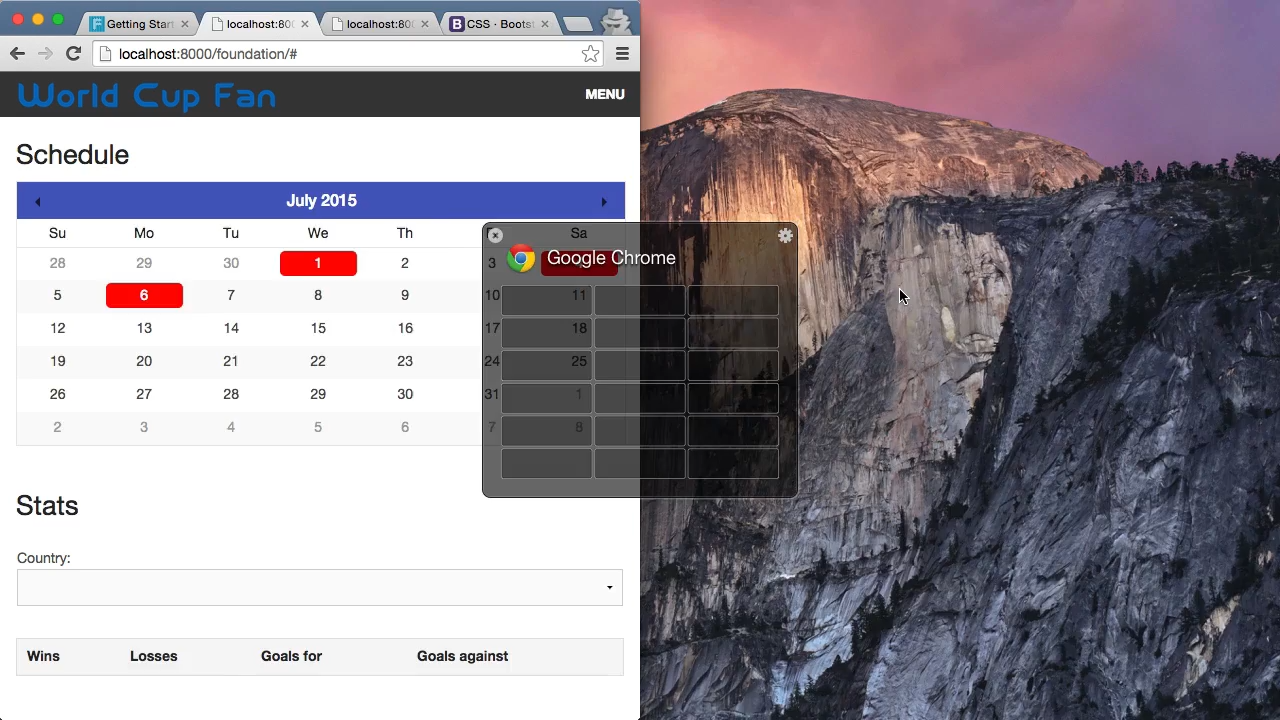 Getting Start
localhost:800
localhost:800
B CSS · Bootst
localhost:8000/foundation/#
World Cup Fan
MENU
Schedule
July 2015
Su Mo Tu We Th Sa
28 29 30 1 2 3
Google Chrome
5 6 7 8 9 10 11
12 13 14 15 16 17 18
19 20 21 22 23 24 25
26 27 28 29 30 31 1
2 3 4 5 6 7 8
Stats
Country:
Wins Losses Goals for Goals against